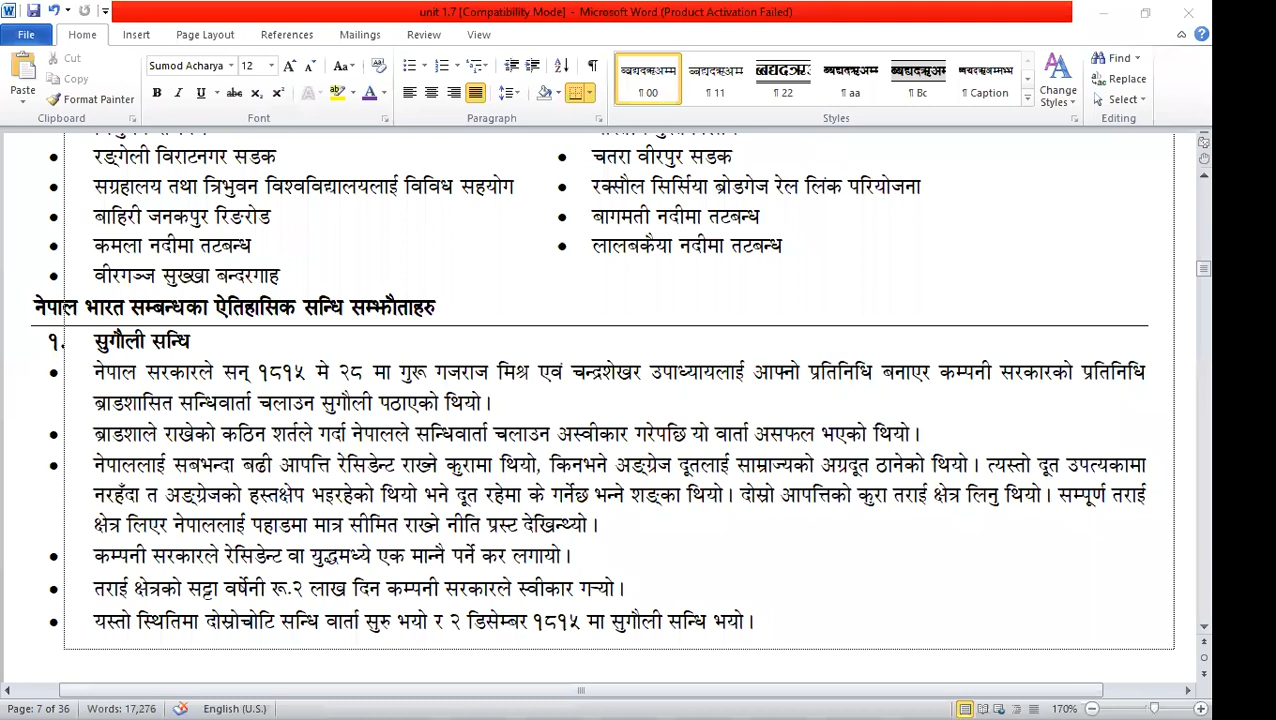 unit 1.7 [Compatibility Mode] - Microsoft Word (Product Activation Failed)
File Home Insert Page Layout References Mailings Review View
Cut
Copy
Format Painter
Paste
Clipboard
Sumod Acharya 12
Font
Paragraph
¶ 00 ¶ 11 ¶ 22 ¶ aa ¶ Bc ¶ Caption
Styles
Change Styles
Find
Replace
Select
Editing
रङ्गेली विराटनगर सडक
सग्रहालय तथा त्रिभुवन विश्वविद्यालयलाई विविध सहयोग
बाहिरी जनकपुर रिङरोड
कमला नदीमा तटबन्ध
वीरगञ्ज सुख्खा बन्दरगाह
चतरा वीरपुर सडक
रक्सौल सिर्सिया ब्रोडगेज रेल लिंक परियोजना
बागमती नदीमा तटबन्ध
लालबकैया नदीमा तटबन्ध
नेपाल भारत सम्बन्धका ऐतिहासिक सन्धि सम्झौताहरु
१. सुगौली सन्धि
नेपाल सरकारले सन् १८१५ मे २८ मा गुरू गजराज मिश्र एवं चन्द्रशेखर उपाध्यायलाई आफ्नो प्रतिनिधि बनाएर कम्पनी सरकारको प्रतिनिधि
ब्राडशासित सन्धिवार्ता चलाउन सुगौली पठाएको थियो।
ब्राडशाले राखेको कठिन शर्तले गर्दा नेपालले सन्धिवार्ता चलाउन अस्वीकार गरेपछि यो वार्ता असफल भएको थियो।
नेपाललाई सबभन्दा बढी आपत्ति रेसिडेन्ट राख्ने कुरामा थियो, किनभने अङ्ग्रेज दूतलाई साम्राज्यको अग्रदूत ठानेको थियो। त्यस्तो दूत उपत्यकामा
नरहँदा त अङ्ग्रेजको हस्तक्षेप भइरहेको थियो भने दूत रहेमा के गर्नेछ भन्ने शङ्का थियो। दोस्रो आपत्तिको कुरा तराई क्षेत्र लिनु थियो। सम्पूर्ण तराई
क्षेत्र लिएर नेपाललाई पहाडमा मात्र सीमित राख्ने नीति प्रस्ट देखिन्थ्यो।
कम्पनी सरकारले रेसिडेन्ट वा युद्धमध्ये एक मान्नै पर्ने कर लगायो।
तराई क्षेत्रको सट्टा वर्षेनी रू.२ लाख दिन कम्पनी सरकारले स्वीकार गऱ्यो।
यस्तो स्थितिमा दोस्रोचोटि सन्धि वार्ता सुरु भयो र २ डिसेम्बर १८१५ मा सुगौली सन्धि भयो।
Page: 7 of 36 Words: 17,276 English (U.S.) 170%